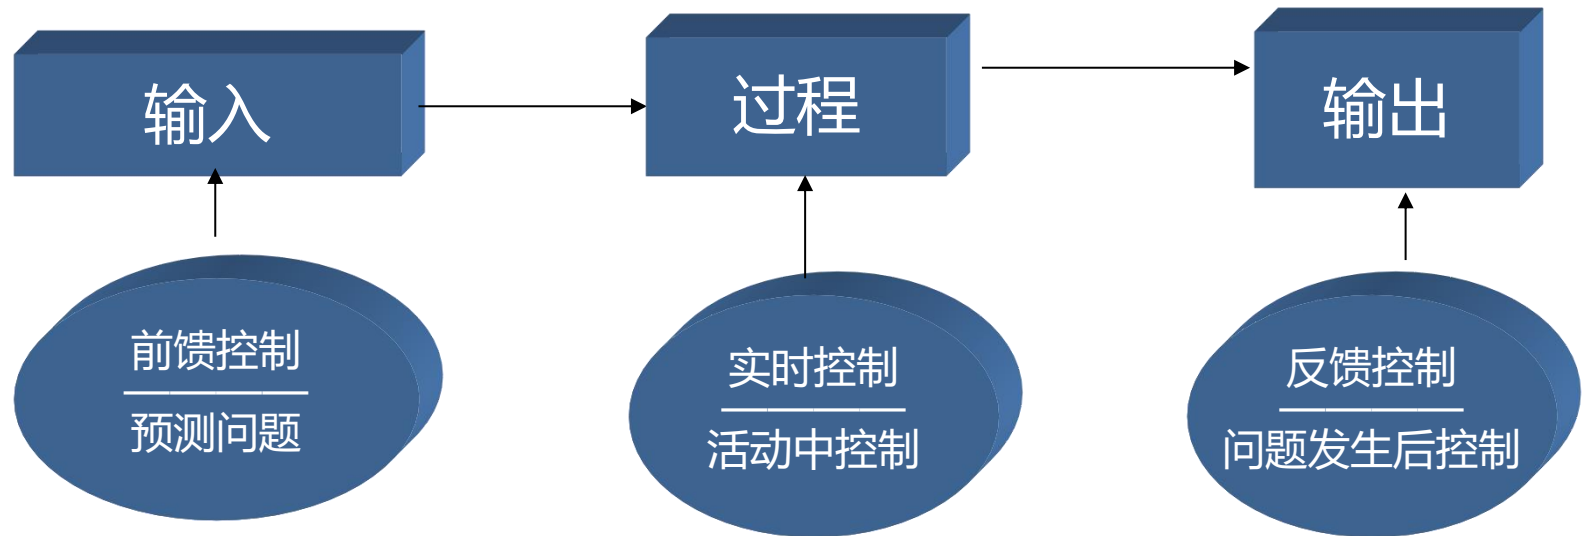 输入
过程
输出
前馈控制
预测问题
实时控制
活动中控制
反馈控制
问题发生后控制